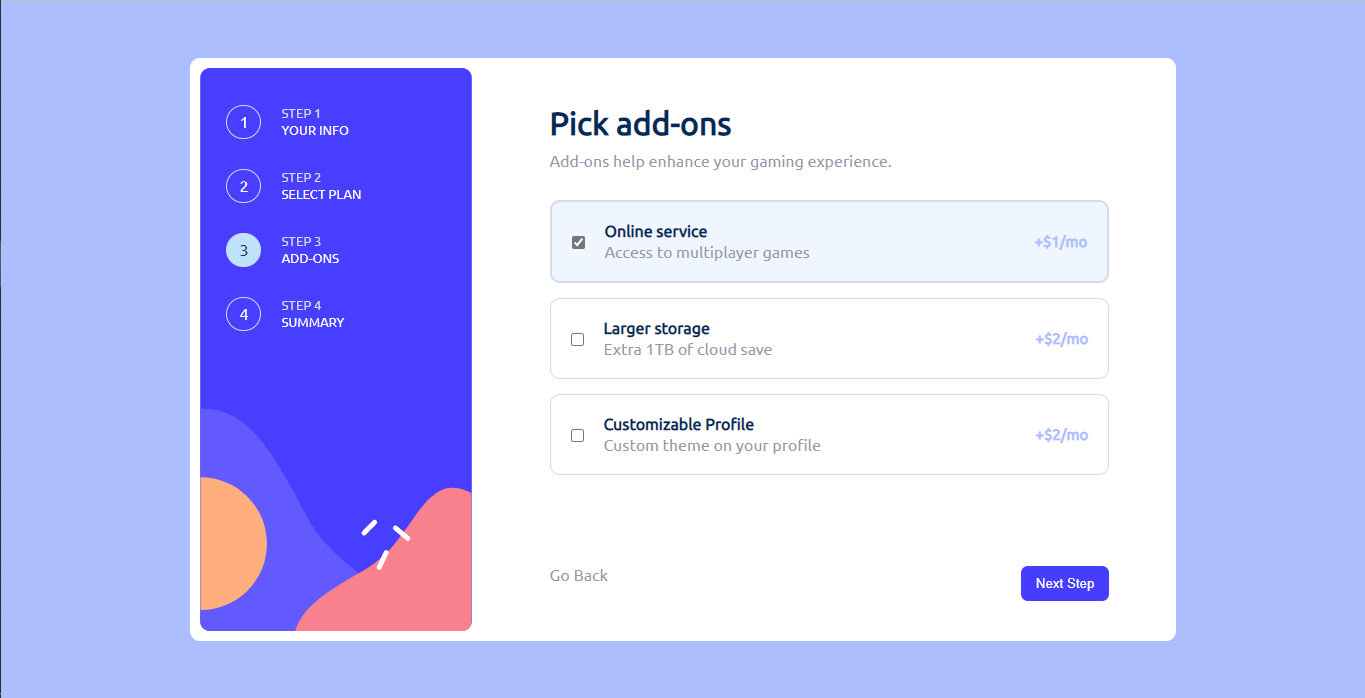 1
STEP 1
YOUR INFO
2
STEP 2
SELECT PLAN
3
STEP 3
ADD-ONS
4
STEP 4
SUMMARY
Pick add-ons
Add-ons help enhance your gaming experience.
Online service
Access to multiplayer games
+$1/mo
Larger storage
Extra 1TB of cloud save
+$2/mo
Customizable Profile
Custom theme on your profile
+$2/mo
Go Back
Next Step